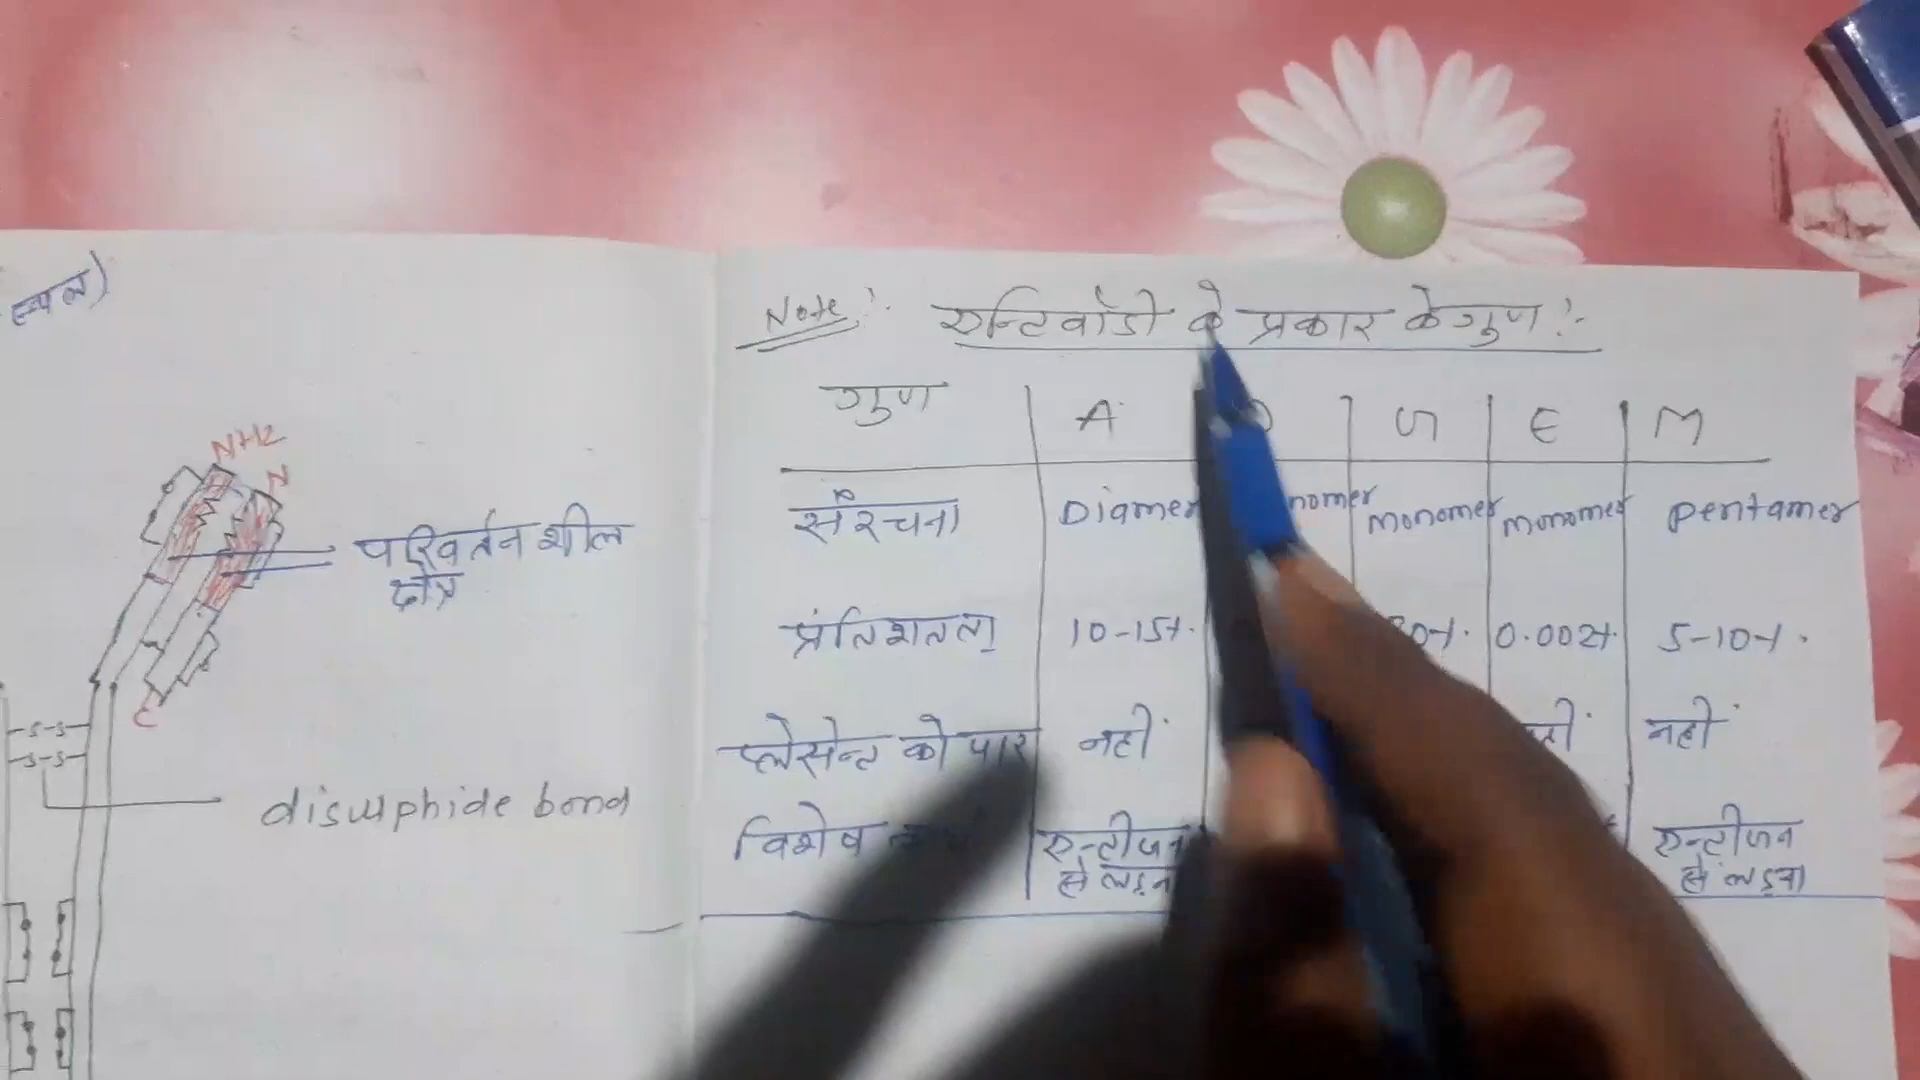 स्थल)
NH2
N
परिवर्तनशील
क्षेत्र
C
-S-S-
-S-S-
disulphide bond
Note:- एन्टिबॉडी के प्रकार के गुण:-
गुण A G E M
संरचना Diamer monomer monomer pentamer
प्रतिशतता 10-15%. 0.002% 5-10%.
प्लेसेन्ट को पार नहीं नहीं
विशेष एन्टीजन एन्टीजन
से लड़ना से लड़ना